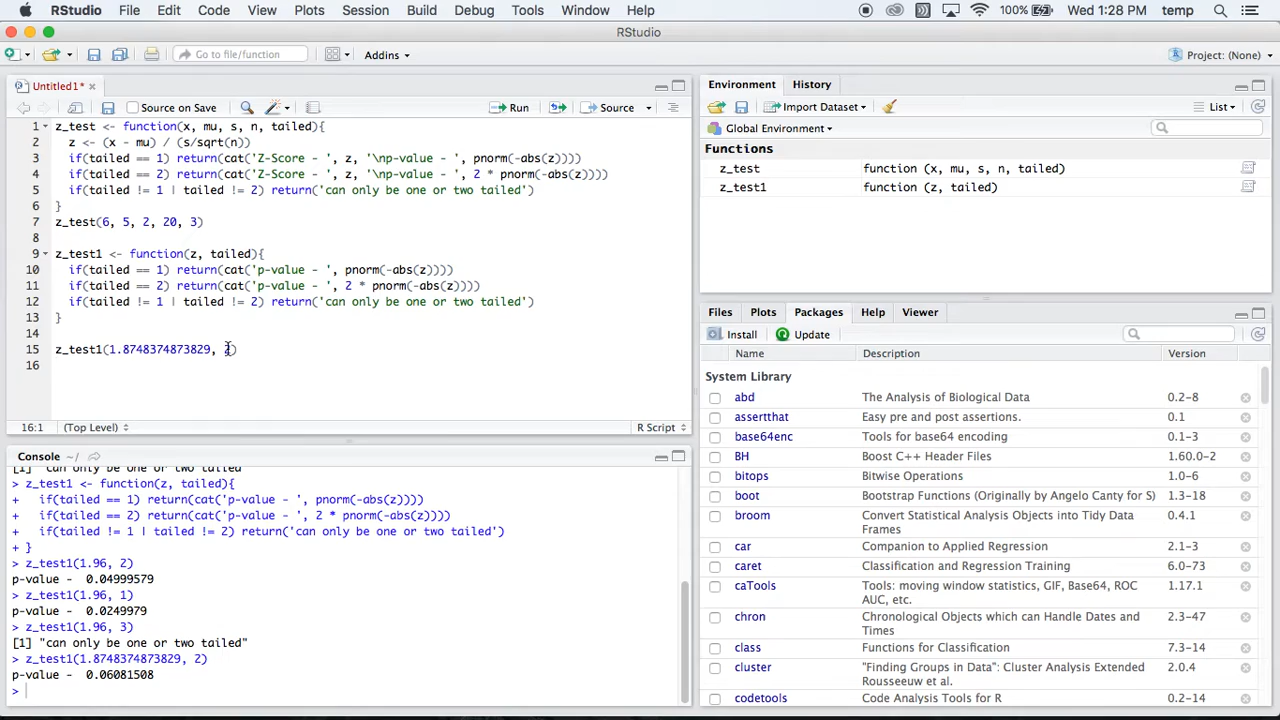 RStudio File Edit Code View Plots Session Build Debug Tools Window Help 100% Wed 1:28 PM temp
RStudio
Go to file/function Addins Project: (None)
Untitled1*
Source on Save Run Source
1 z_test <- function(x, mu, s, n, tailed){
2 z <- (x - mu) / (s/sqrt(n))
3 if(tailed == 1) return(cat('Z-Score - ', z, '\np-value - ', pnorm(-abs(z))))
4 if(tailed == 2) return(cat('Z-Score - ', z, '\np-value - ', 2 * pnorm(-abs(z))))
5 if(tailed != 1 | tailed != 2) return('can only be one or two tailed')
6 }
7 z_test(6, 5, 2, 20, 3)
8
9 z_test1 <- function(z, tailed){
10 if(tailed == 1) return(cat('p-value - ', pnorm(-abs(z))))
11 if(tailed == 2) return(cat('p-value - ', 2 * pnorm(-abs(z))))
12 if(tailed != 1 | tailed != 2) return('can only be one or two tailed')
13 }
14
15 z_test1(1.8748374873829, 2)
16
16:1 (Top Level) R Script
Console ~/
[1] "can only be one or two tailed"
> z_test1 <- function(z, tailed){
+ if(tailed == 1) return(cat('p-value - ', pnorm(-abs(z))))
+ if(tailed == 2) return(cat('p-value - ', 2 * pnorm(-abs(z))))
+ if(tailed != 1 | tailed != 2) return('can only be one or two tailed')
+ }
> z_test1(1.96, 2)
p-value - 0.04999579
> z_test1(1.96, 1)
p-value - 0.0249979
> z_test1(1.96, 3)
[1] "can only be one or two tailed"
> z_test1(1.8748374873829, 2)
p-value - 0.06081508
>
Environment History
Import Dataset List
Global Environment
Functions
z_test function (x, mu, s, n, tailed)
z_test1 function (z, tailed)
Files Plots Packages Help Viewer
Install Update
Name Description Version
System Library
abd The Analysis of Biological Data 0.2-8
assertthat Easy pre and post assertions. 0.1
base64enc Tools for base64 encoding 0.1-3
BH Boost C++ Header Files 1.60.0-2
bitops Bitwise Operations 1.0-6
boot Bootstrap Functions (Originally by Angelo Canty for S) 1.3-18
broom Convert Statistical Analysis Objects into Tidy Data 0.4.1
Frames
car Companion to Applied Regression 2.1-3
caret Classification and Regression Training 6.0-73
caTools Tools: moving window statistics, GIF, Base64, ROC 1.17.1
AUC, etc.
chron Chronological Objects which can Handle Dates and 2.3-47
Times
class Functions for Classification 7.3-14
cluster "Finding Groups in Data": Cluster Analysis Extended 2.0.4
Rousseeuw et al.
codetools Code Analysis Tools for R 0.2-14